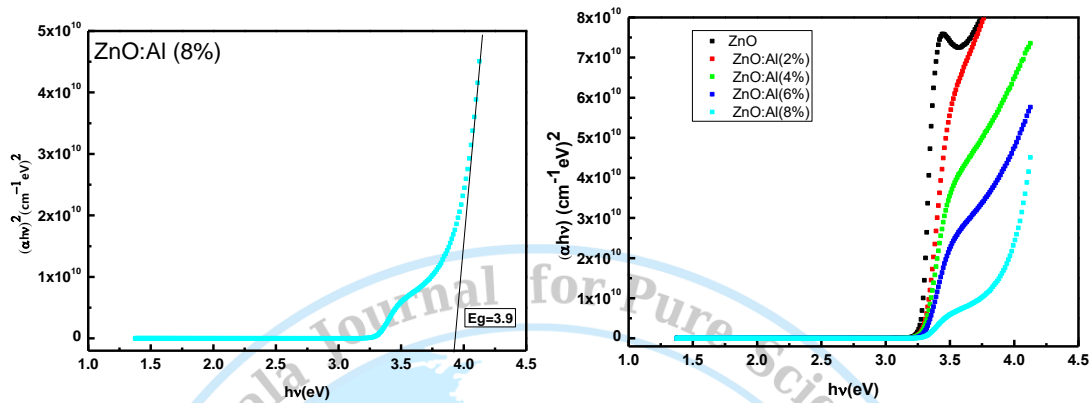 ZnO:Al (8%)
5x10^10
4x10^10
3x10^10
2x10^10
1x10^10
0
(αhν)^2 (cm^-1 eV)^2
1.0 1.5 2.0 2.5 3.0 3.5 4.0 4.5
hν(eV)
Eg=3.9
8x10^10
7x10^10
6x10^10
5x10^10
4x10^10
3x10^10
2x10^10
1x10^10
0
(αhν) (cm^-1 eV)^2
ZnO
ZnO:Al(2%)
ZnO:Al(4%)
ZnO:Al(6%)
ZnO:Al(8%)
1.0 1.5 2.0 2.5 3.0 3.5 4.0 4.5
hν(eV)
Journal for Pure